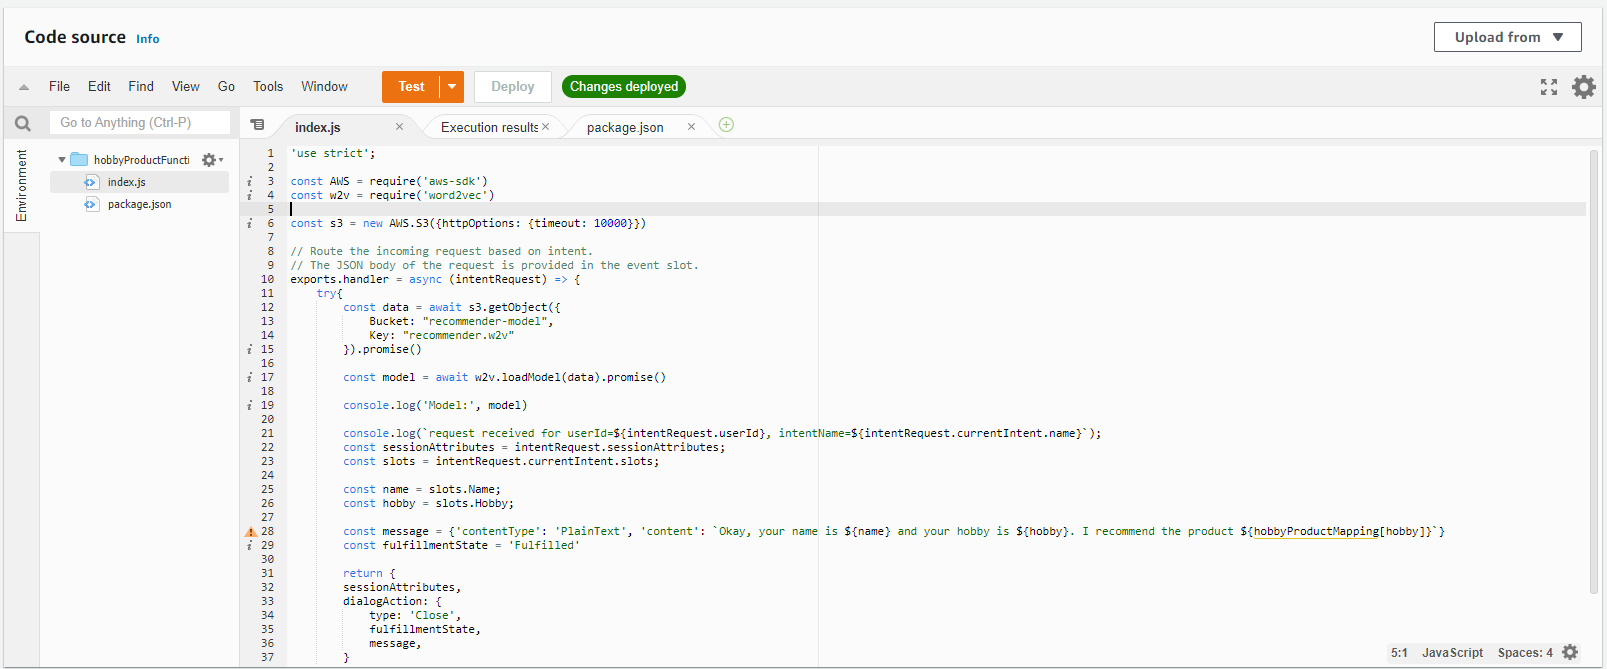 Code source Info
Upload from
File Edit Find View Go Tools Window Test Deploy Changes deployed
Go to Anything (Ctrl-P)
index.js Execution results package.json
Environment
hobbyProductFuncti
index.js
package.json
1 'use strict';
2
3 const AWS = require('aws-sdk')
4 const w2v = require('word2vec')
5
6 const s3 = new AWS.S3({httpOptions: {timeout: 10000}})
7
8 // Route the incoming request based on intent.
9 // The JSON body of the request is provided in the event slot.
10 exports.handler = async (intentRequest) => {
11 try{
12 const data = await s3.getObject({
13 Bucket: "recommender-model",
14 Key: "recommender.w2v"
15 }).promise()
16
17 const model = await w2v.loadModel(data).promise()
18
19 console.log('Model:', model)
20
21 console.log(`request received for userId=${intentRequest.userId}, intentName=${intentRequest.currentIntent.name}`);
22 const sessionAttributes = intentRequest.sessionAttributes;
23 const slots = intentRequest.currentIntent.slots;
24
25 const name = slots.Name;
26 const hobby = slots.Hobby;
27
28 const message = {'contentType': 'PlainText', 'content': `Okay, your name is ${name} and your hobby is ${hobby}. I recommend the product ${hobbyProductMapping[hobby]}`}
29 const fulfillmentState = 'Fulfilled'
30
31 return {
32 sessionAttributes,
33 dialogAction: {
34 type: 'Close',
35 fulfillmentState,
36 message,
37 }
5:1 JavaScript Spaces: 4